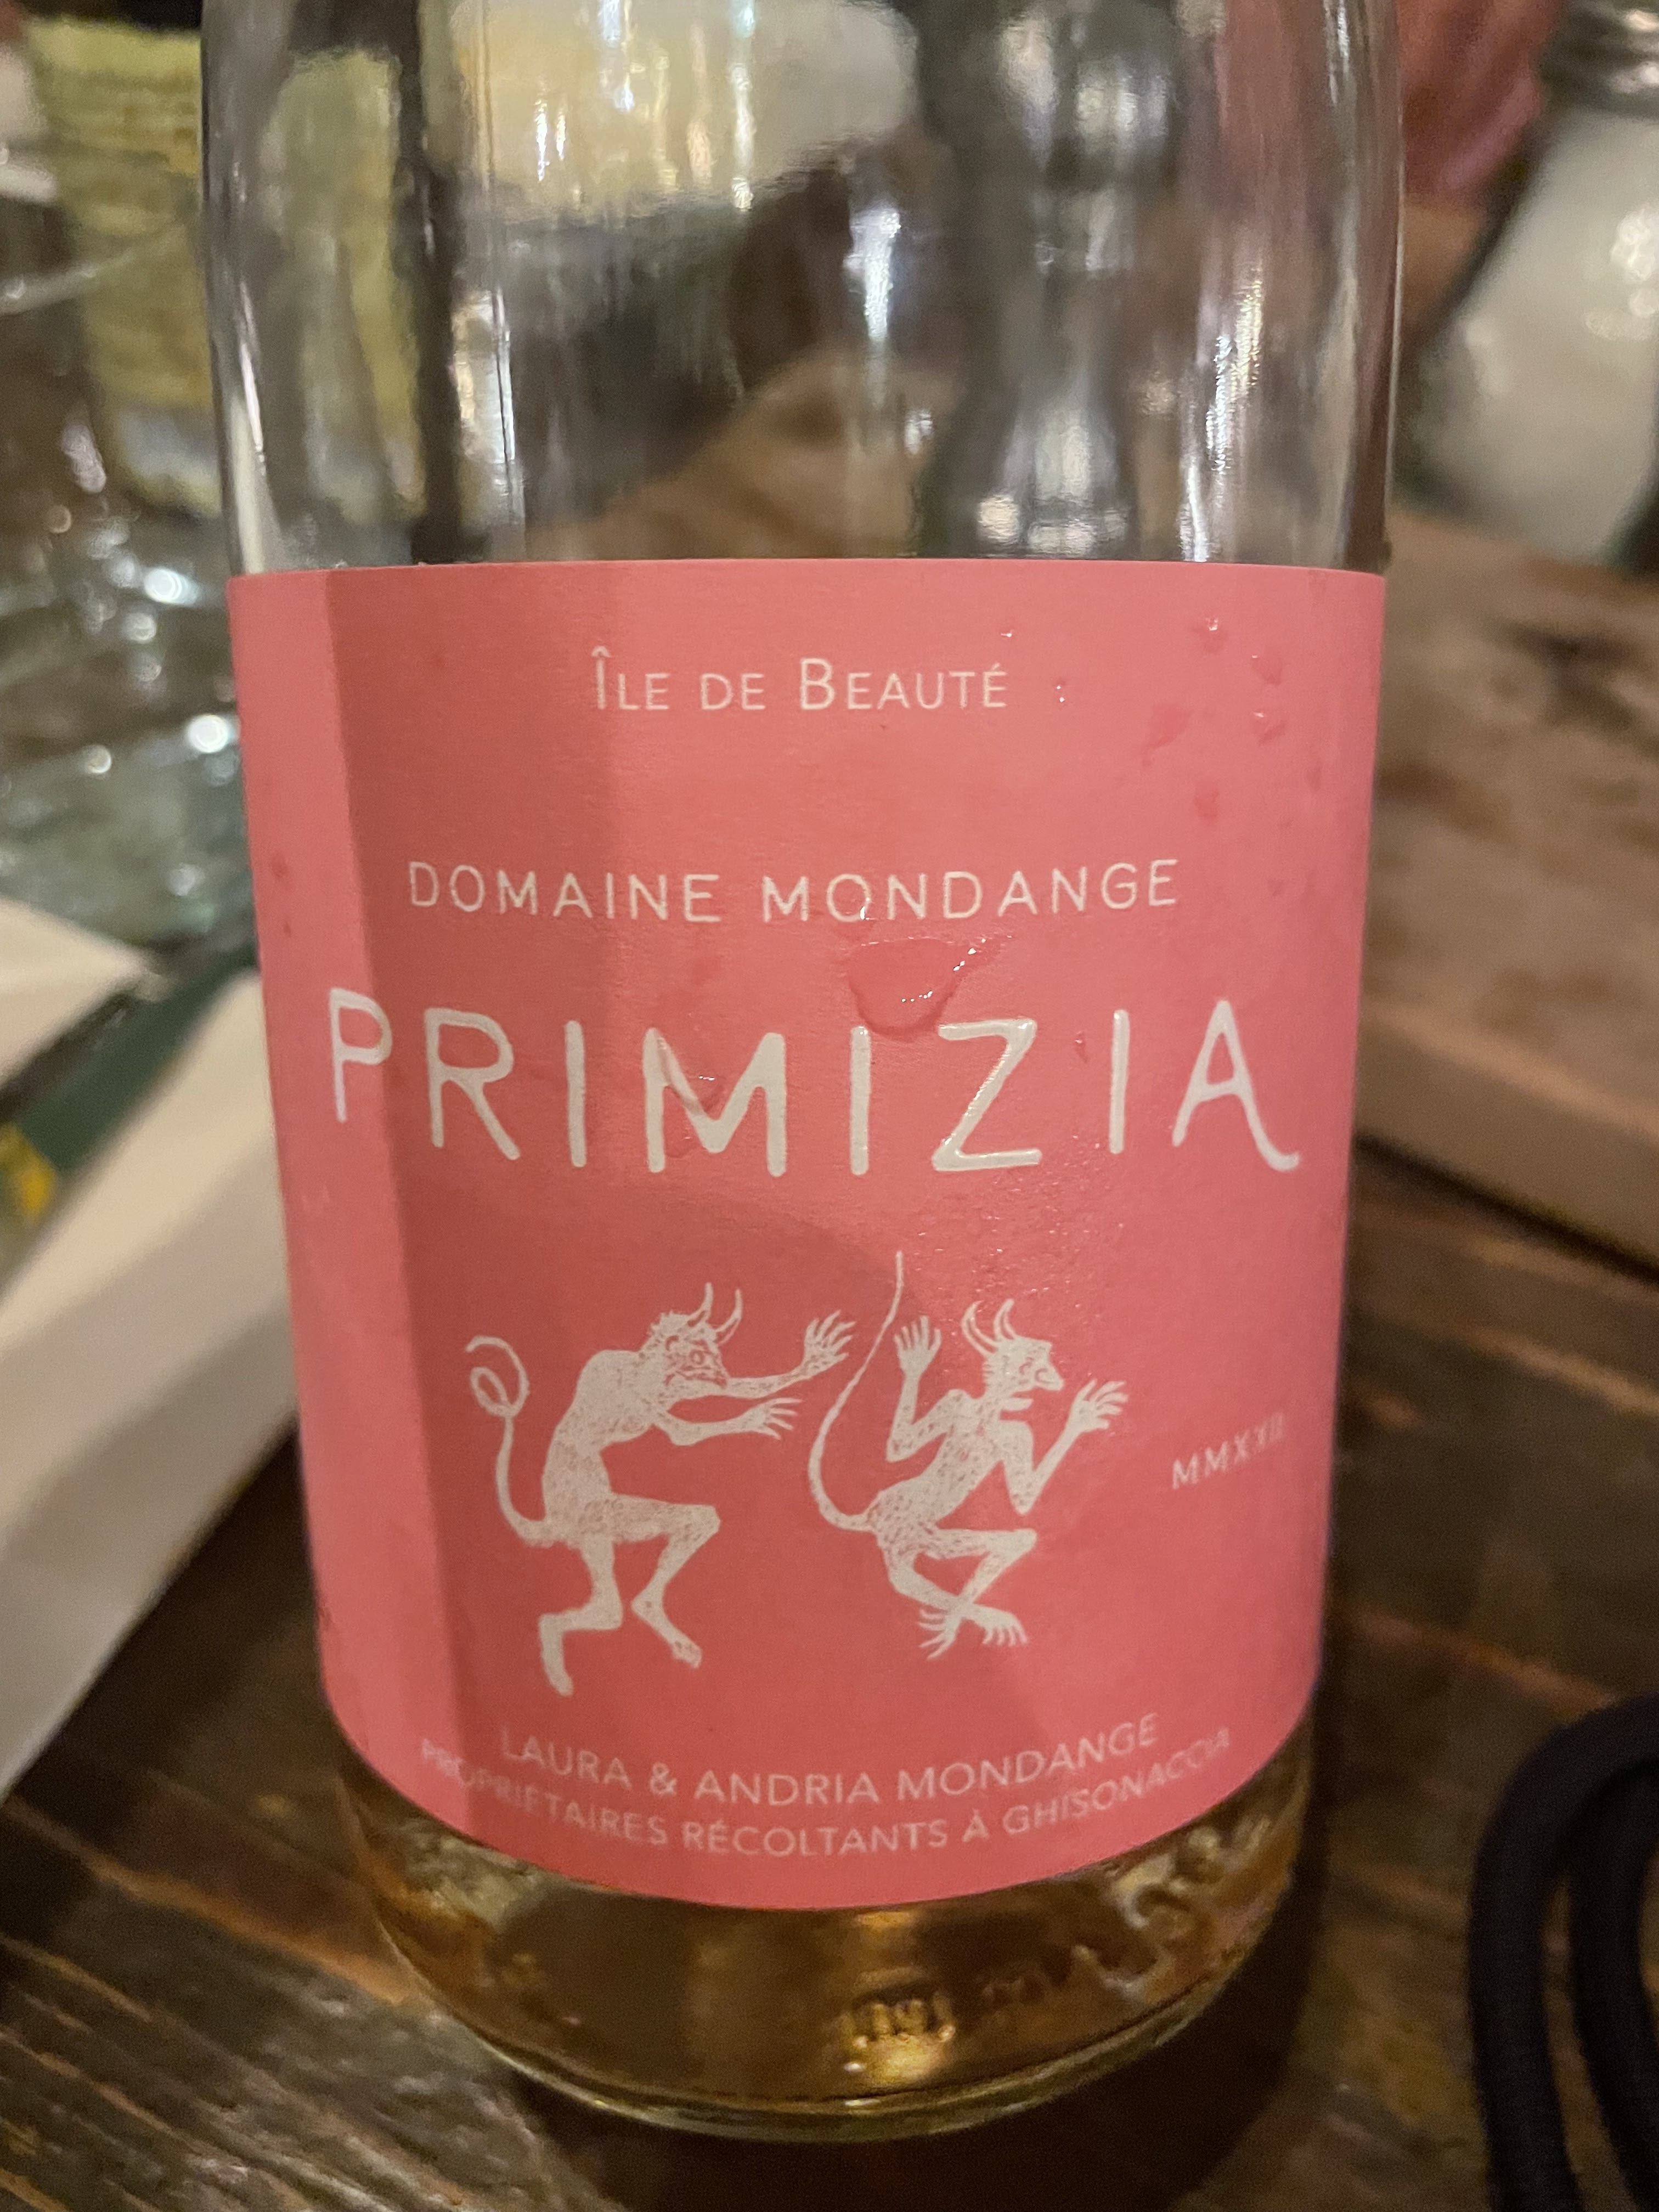 Île de Beauté
DOMAINE MONDANGE
PRIMIZIA
MMXXII
LAURA & ANDRIA MONDANGE
PROPRIÉTAIRES RÉCOLTANTS À GHISONACCIA